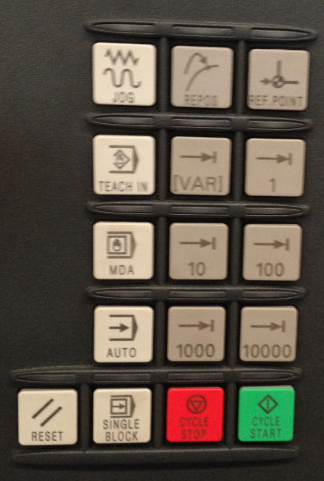 JOG
REPOS
REF.POINT
TEACH IN
[VAR]
1
MDA
10
100
AUTO
1000
10000
RESET
SINGLE
BLOCK
CYCLE
STOP
CYCLE
START